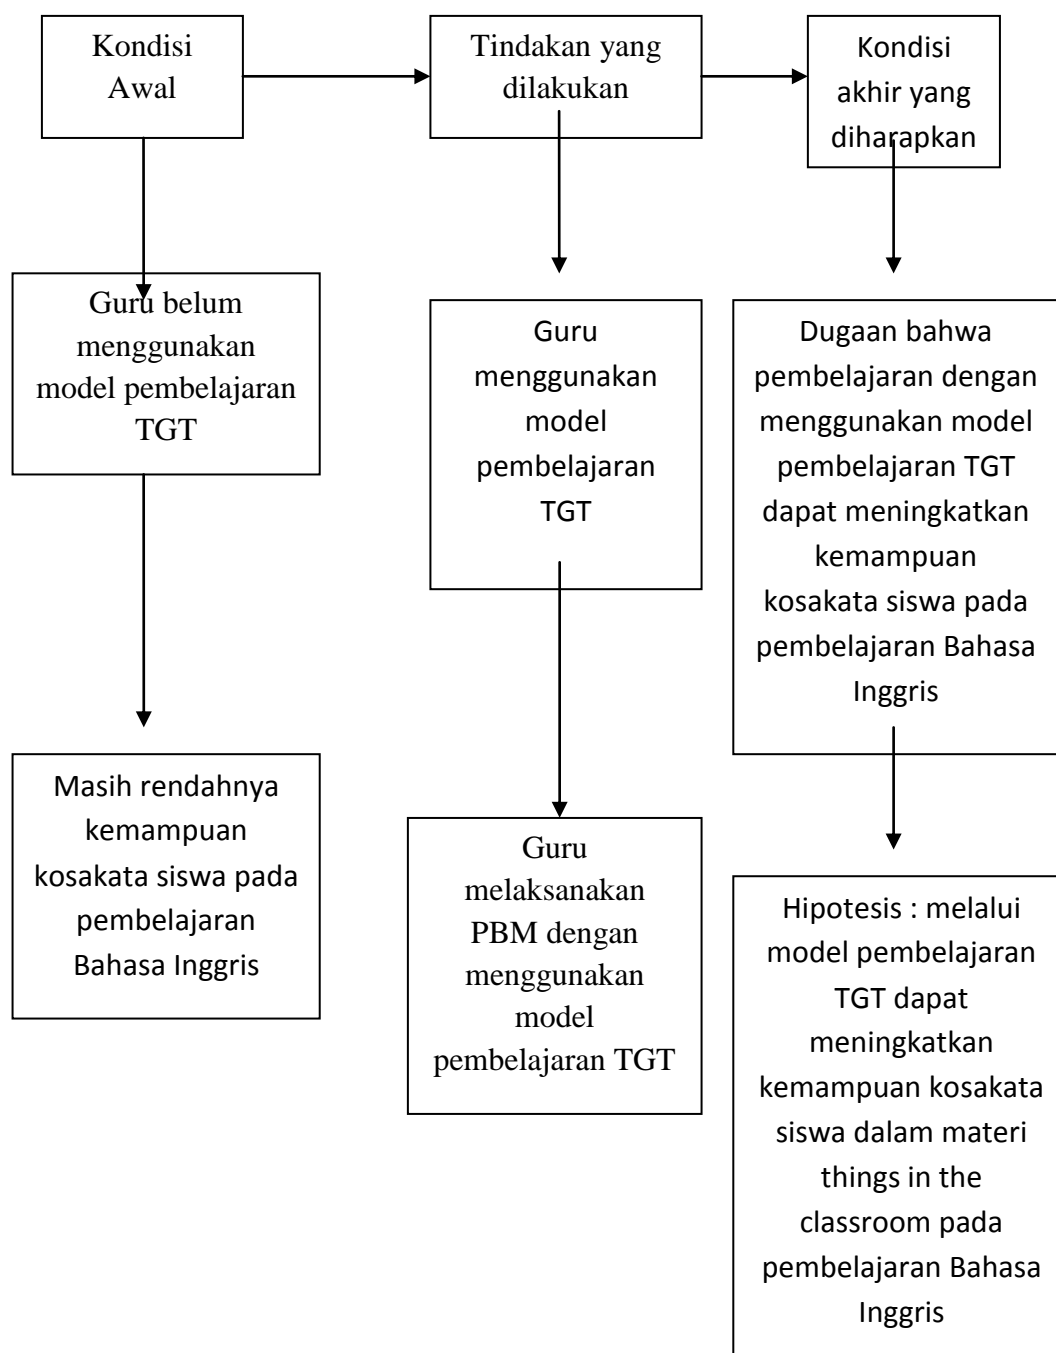 Kondisi
Awal
Tindakan yang
dilakukan
Kondisi
akhir yang
diharapkan
Guru belum
menggunakan
model pembelajaran
TGT
Guru
menggunakan
model
pembelajaran
TGT
Dugaan bahwa
pembelajaran dengan
menggunakan model
pembelajaran TGT
dapat meningkatkan
kemampuan
kosakata siswa pada
pembelajaran Bahasa
Inggris
Masih rendahnya
kemampuan
kosakata siswa pada
pembelajaran
Bahasa Inggris
Guru
melaksanakan
PBM dengan
menggunakan
model
pembelajaran TGT
Hipotesis : melalui
model pembelajaran
TGT dapat
meningkatkan
kemampuan kosakata
siswa dalam materi
things in the
classroom pada
pembelajaran Bahasa
Inggris